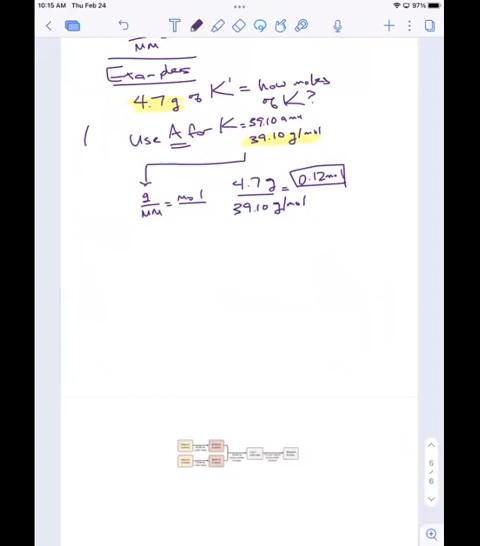 10:15 AM Thu Feb 24
97%
MM
Examples
4.7 g of K = how moles
of K?
Use A for K = 39.10 amu
39.10 g/mol
g/MM = mol
4.7 g / 39.10 g/mol = 0.12 mol
5
/
6